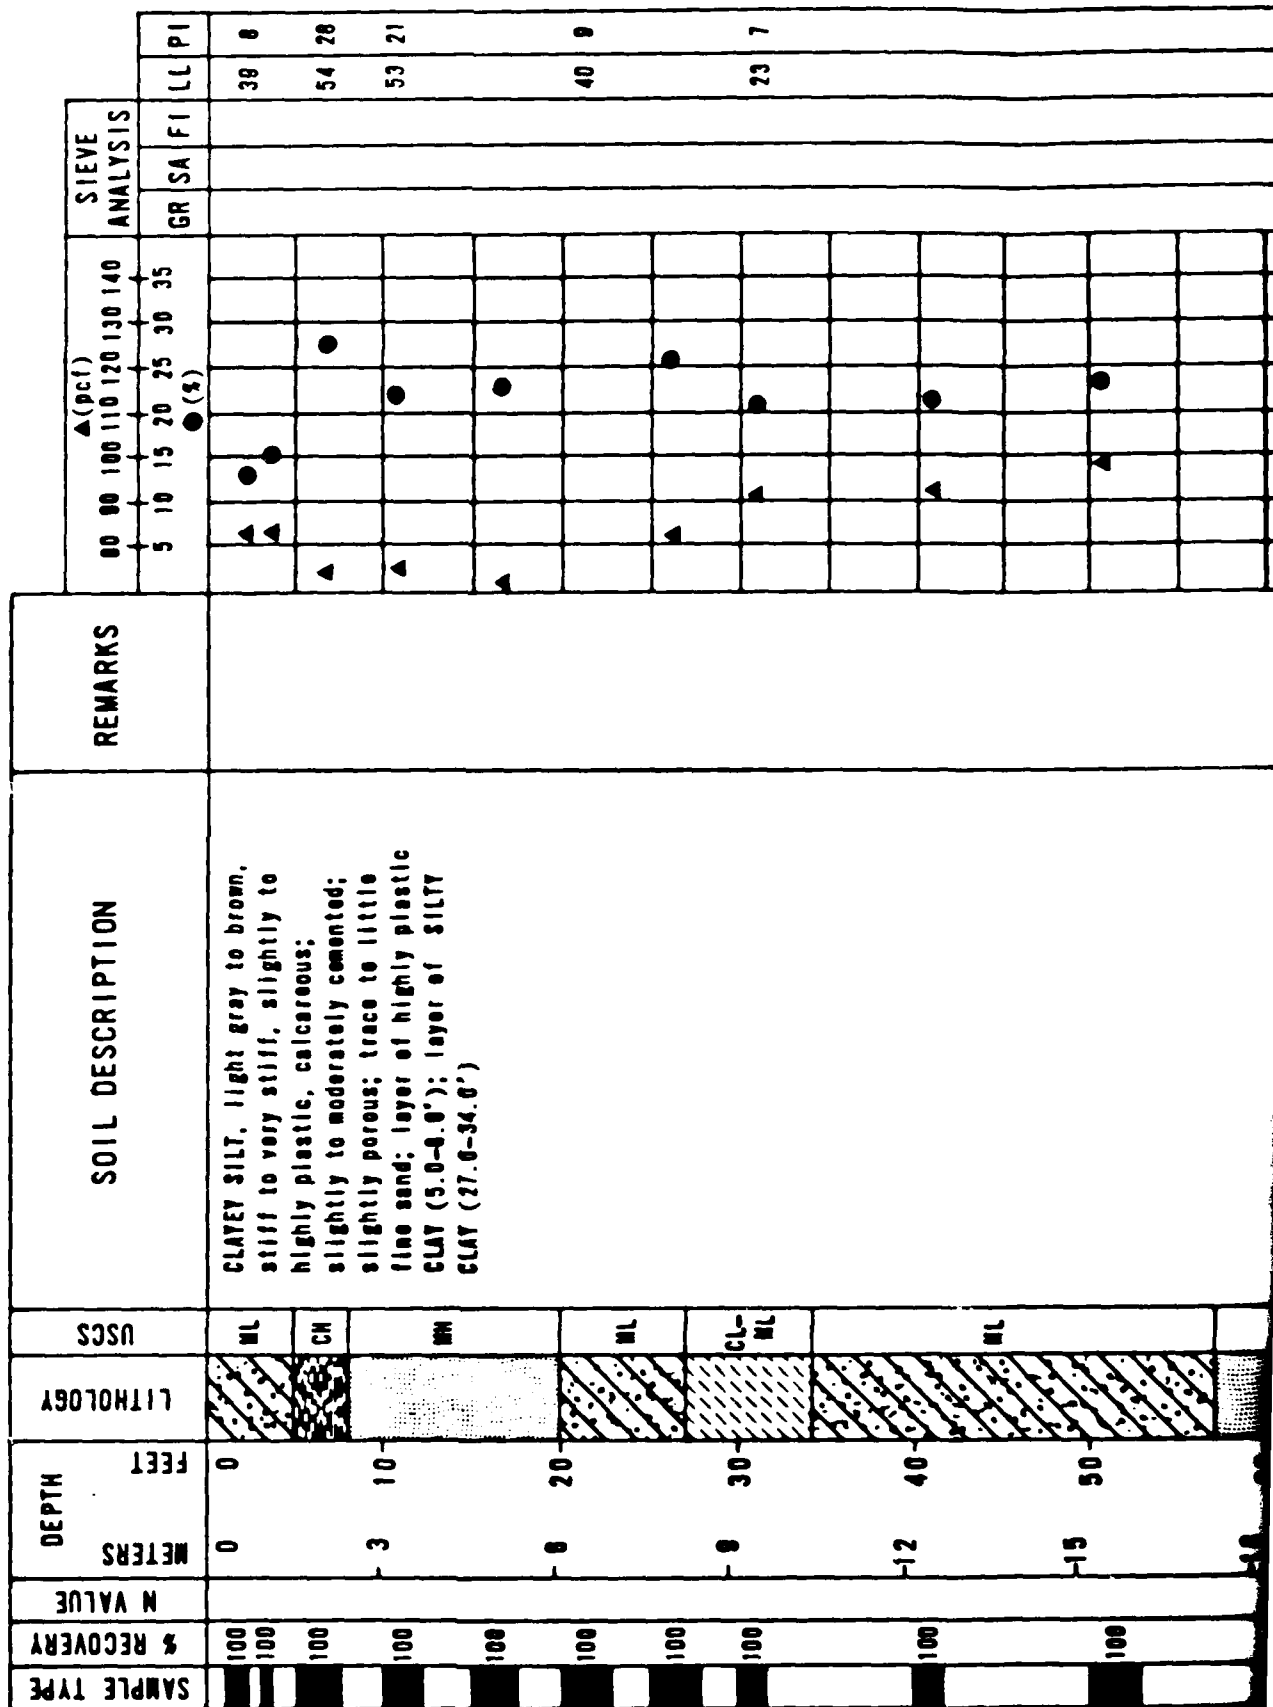 SAMPLE TYPE
% RECOVERY
N VALUE
DEPTH
METERS
FEET
LITHOLOGY
USCS
SOIL DESCRIPTION
REMARKS
▲(pcf)
80 90 100 110 120 130 140
●(%)
5 10 15 20 25 30 35
SIEVE
ANALYSIS
GR SA FI LL PI
100
100
100
100
100
100
100
100
100
100
0
3
6
9
12
15
18
0
10
20
30
40
50
ML
CH
MH
ML
CL-
ML
ML
CLAYEY SILT, light gray to brown,
stiff to very stiff, slightly to
highly plastic, calcareous;
slightly to moderately cemented;
slightly porous; trace to little
fine sand; layer of highly plastic
CLAY (5.0-8.0'); layer of SILTY
CLAY (27.0-34.0')
39 8
54 28
53 21
40 9
23 7